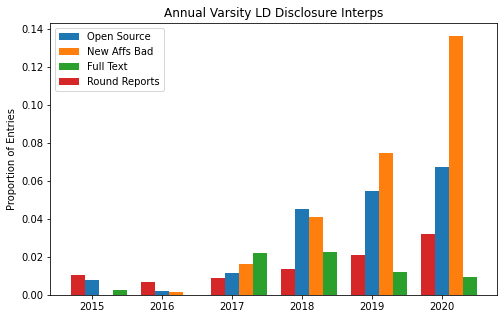 Annual Varsity LD Disclosure Interps
Open Source
New Affs Bad
Full Text
Round Reports
Proportion of Entries
0.14
0.12
0.10
0.08
0.06
0.04
0.02
0.00
2015 2016 2017 2018 2019 2020